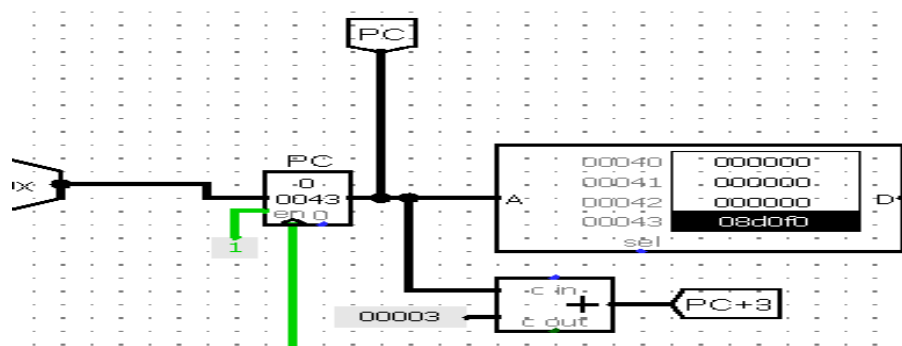 PC
UX
PC
0
0043
en 0
1
A
00040 000000
00041 000000
00042 000000
00043 08d0f0
sel
D
c in
+
c out
00003
PC+3